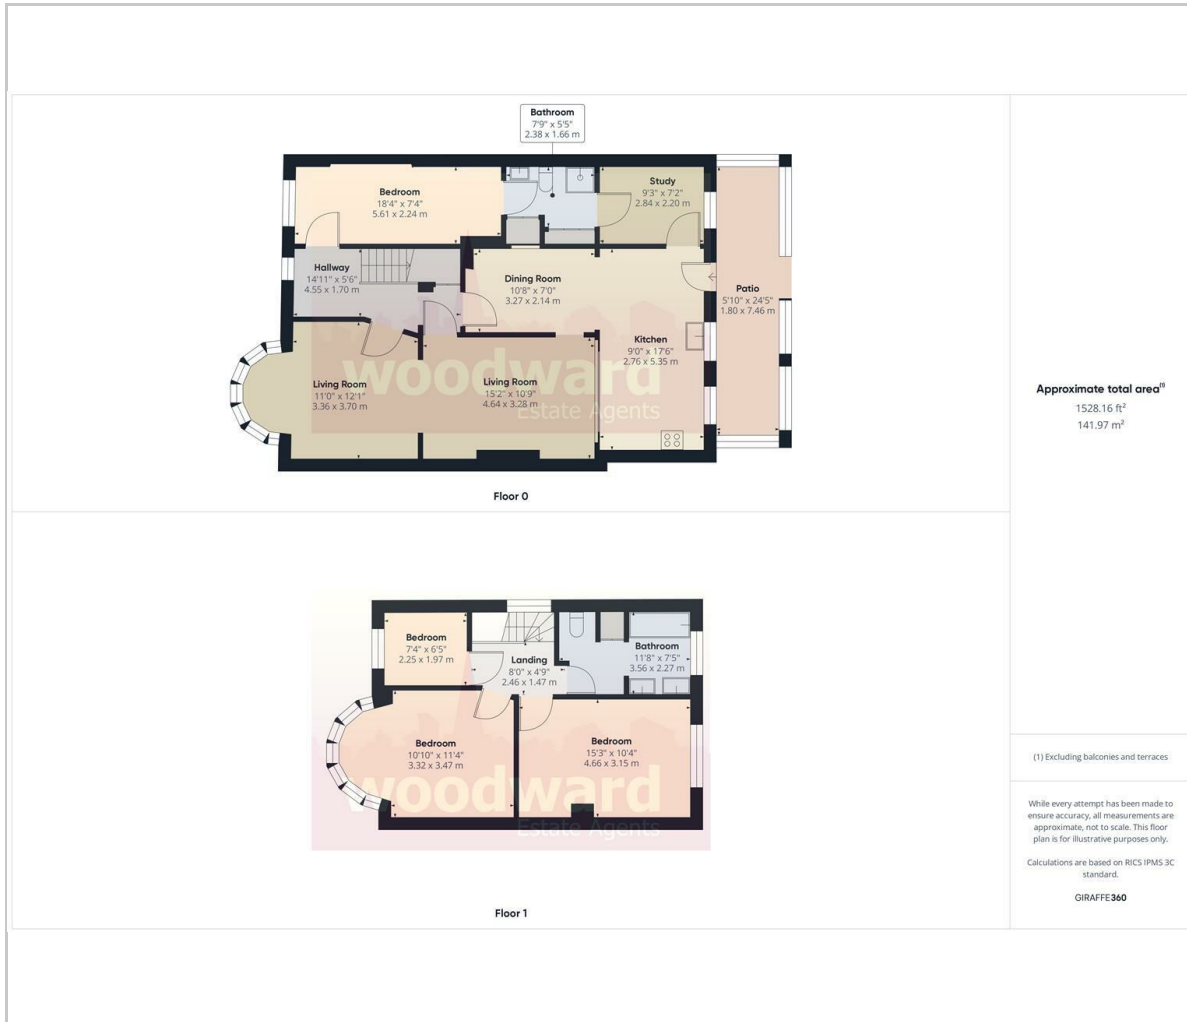 Bathroom
7'9" x 5'5"
2.38 x 1.66 m
Bedroom
18'4" x 7'4"
5.61 x 2.24 m
Study
9'3" x 7'2"
2.84 x 2.20 m
Hallway
14'11" x 5'6"
4.55 x 1.70 m
Dining Room
10'8" x 7'0"
3.27 x 2.14 m
Patio
5'10" x 24'5"
1.80 x 7.46 m
Kitchen
9'0" x 17'6"
2.76 x 5.35 m
Living Room
11'0" x 12'1"
3.36 x 3.70 m
Living Room
15'2" x 10'9"
4.64 x 3.28 m
woodward
Estate Agents
Floor 0
Approximate total area(1)
1528.16 ft²
141.97 m²
Bedroom
7'4" x 6'5"
2.25 x 1.97 m
Landing
8'0" x 4'9"
2.46 x 1.47 m
Bathroom
11'8" x 7'5"
3.56 x 2.27 m
Bedroom
10'10" x 11'4"
3.32 x 3.47 m
Bedroom
15'3" x 10'4"
4.66 x 3.15 m
woodward
Estate Agents
Floor 1
(1) Excluding balconies and terraces
While every attempt has been made to
ensure accuracy, all measurements are
approximate, not to scale. This floor
plan is for illustrative purposes only.
Calculations are based on RICS IPMS 3C
standard.
GIRAFFE360